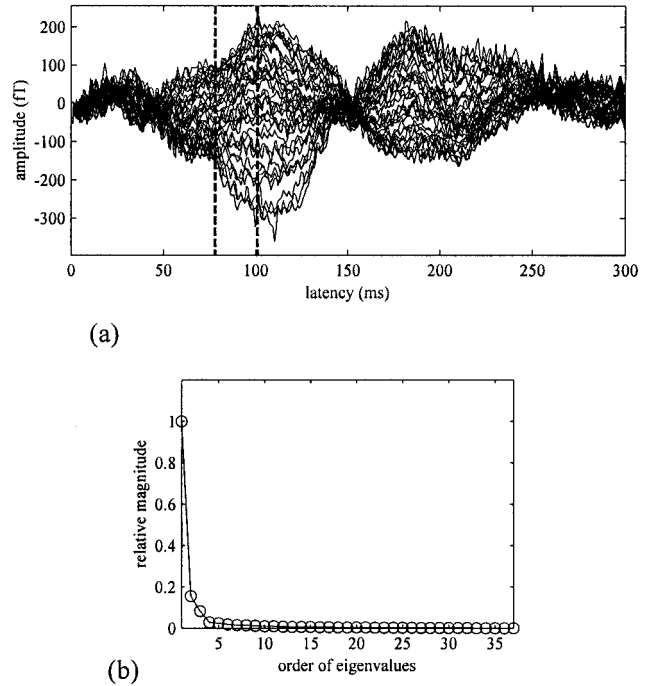 200
100
0
-100
-200
-300
amplitude (fT)
0 50 100 150 200 250 300
latency (ms)
(a)
1
0.8
0.6
0.4
0.2
0
relative magnitude
5 10 15 20 25 30 35
order of eigenvalues
(b)